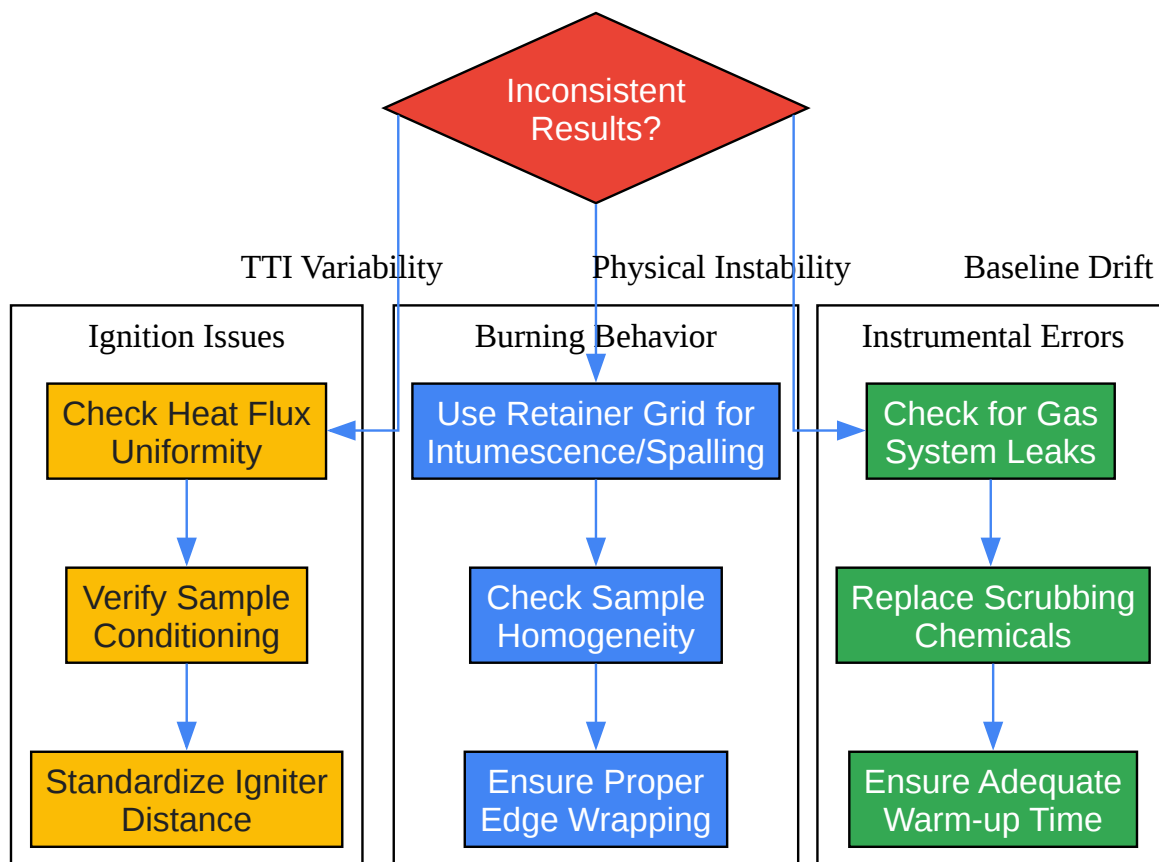 Inconsistent
Results?
TTI Variability
Physical Instability
Baseline Drift
Ignition Issues
Check Heat Flux
Uniformity
Verify Sample
Conditioning
Standardize Igniter
Distance
Burning Behavior
Use Retainer Grid for
Intumescence/Spalling
Check Sample
Homogeneity
Ensure Proper
Edge Wrapping
Instrumental Errors
Check for Gas
System Leaks
Replace Scrubbing
Chemicals
Ensure Adequate
Warm-up Time